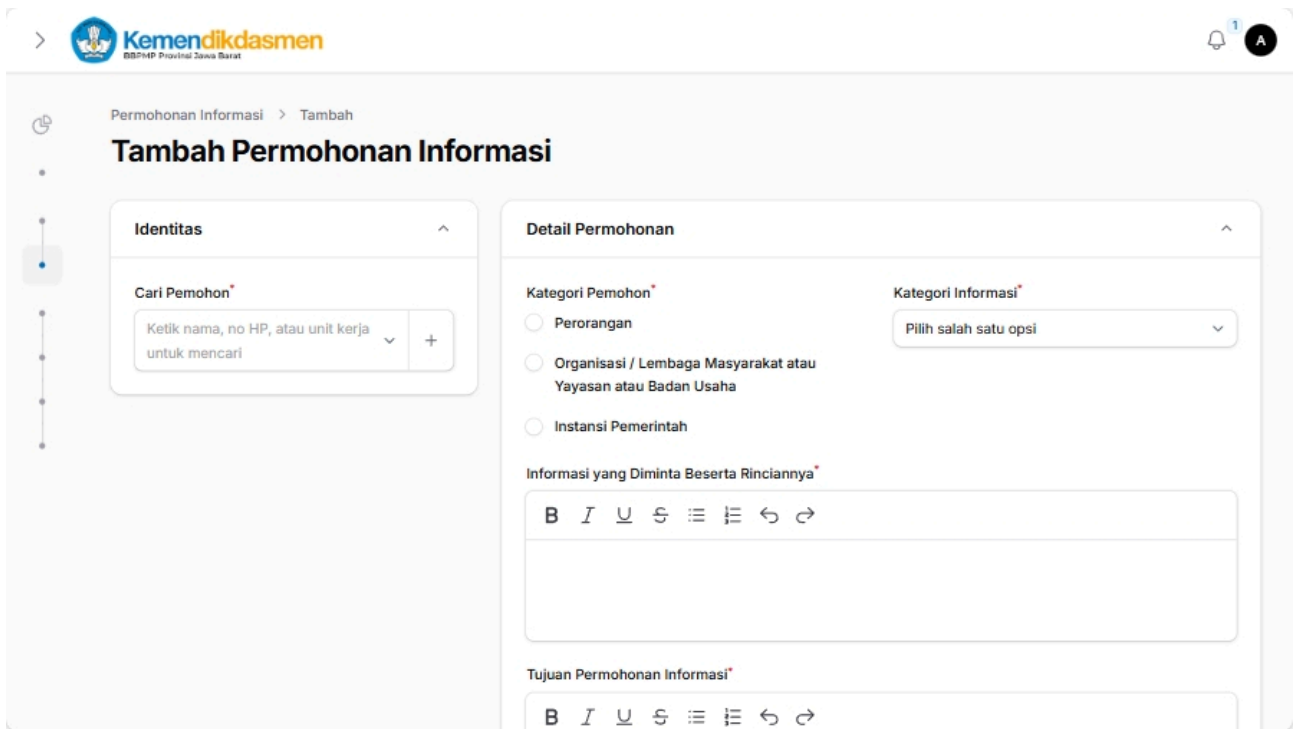 Kemendikdasmen
BBPMP Provinsi Jawa Barat
1
A
Permohonan Informasi > Tambah
Tambah Permohonan Informasi
Identitas
Cari Pemohon*
Ketik nama, no HP, atau unit kerja
untuk mencari
+
Detail Permohonan
Kategori Pemohon*
Perorangan
Organisasi / Lembaga Masyarakat atau
Yayasan atau Badan Usaha
Instansi Pemerintah
Kategori Informasi*
Pilih salah satu opsi
Informasi yang Diminta Beserta Rinciannya*
B I U S
Tujuan Permohonan Informasi*
B I U S